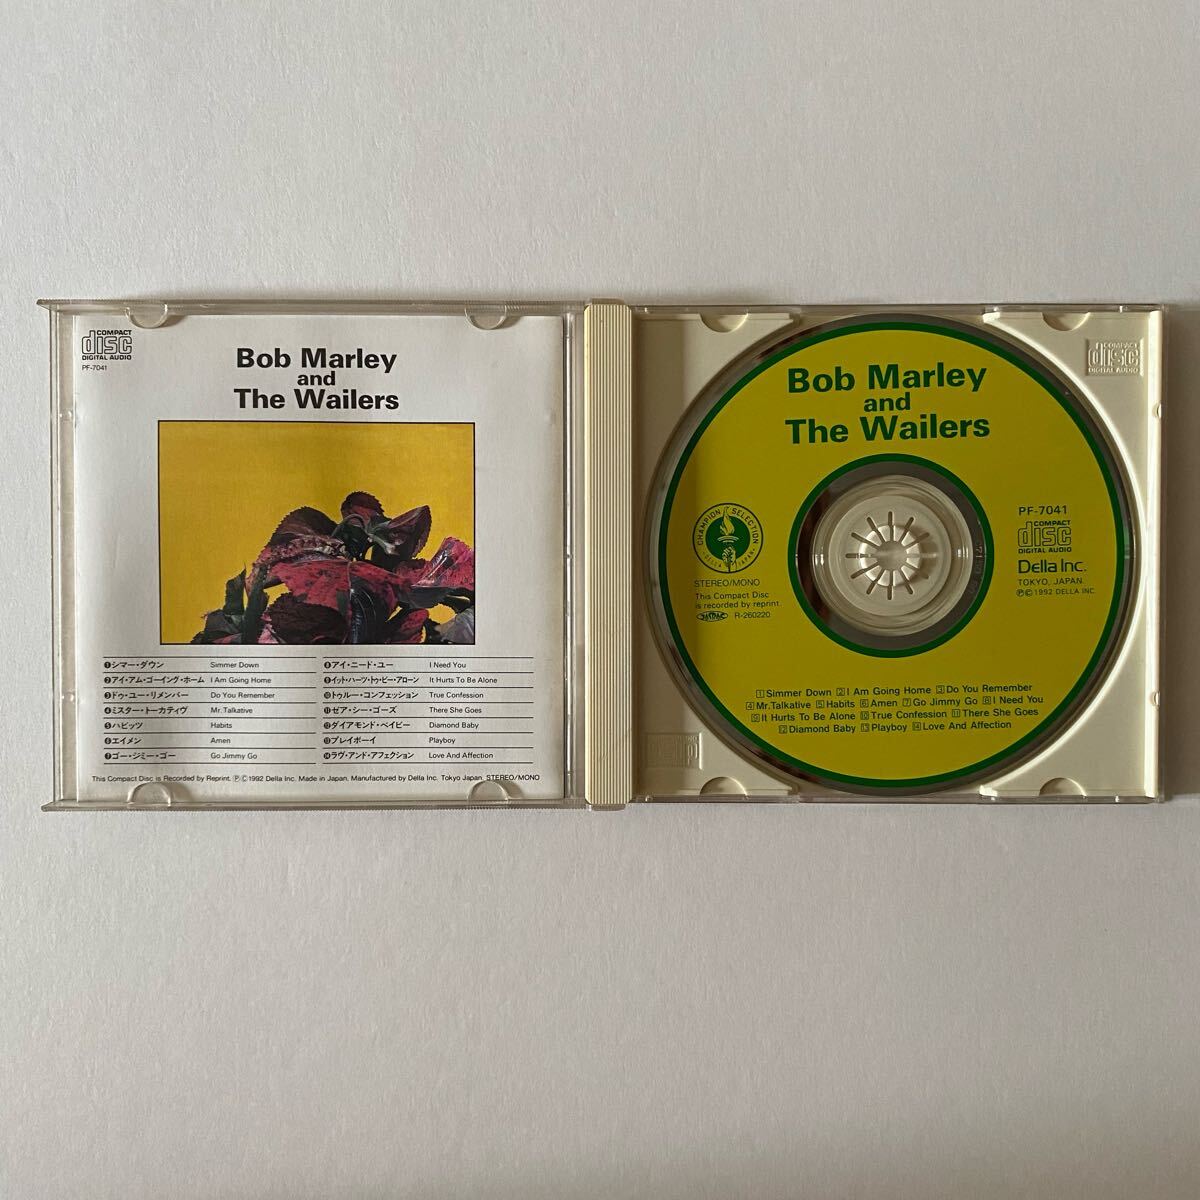 COMPACT
disc
DIGITAL AUDIO
PF-7041
Bob Marley
and
The Wailers
❶シマー・ダウン Simmer Down
❷アイ・アム・ゴーイング・ホーム I Am Going Home
❸ドゥ・ユー・リメンバー Do You Remember
❹ミスター・トーカティヴ Mr.Talkative
❺ハビッツ Habits
❻エイメン Amen
❼ゴー・ジミー・ゴー Go Jimmy Go
❽アイ・ニード・ユー I Need You
❾イット・ハーツ・トゥ・ビー・アローン It Hurts To Be Alone
❿トゥルー・コンフェッション True Confession
⓫ゼア・シー・ゴーズ There She Goes
⓬ダイアモンド・ベイビー Diamond Baby
⓭プレイボーイ Playboy
⓮ラヴ・アンド・アフェクション Love And Affection
This Compact Disc is Recorded by Reprint. ℗©1992 Della Inc. Made in Japan. Manufactured by Della Inc. Tokyo Japan. STEREO/MONO
Bob Marley
and
The Wailers
CHAMPION SELECTION
DELLA JAPAN
STEREO/MONO
This Compact Disc
is recorded by reprint.
JASRAC R-260220
PF-7041
COMPACT
disc
DIGITAL AUDIO
Della Inc.
TOKYO, JAPAN.
℗© 1992 DELLA INC.
1 Simmer Down 2 I Am Going Home 3 Do You Remember
4 Mr.Talkative 5 Habits 6 Amen 7 Go Jimmy Go 8 I Need You
9 It Hurts To Be Alone 10 True Confession 11 There She Goes
12 Diamond Baby 13 Playboy 14 Love And Affection
COMPACT
disc
DIGITAL AUDIO